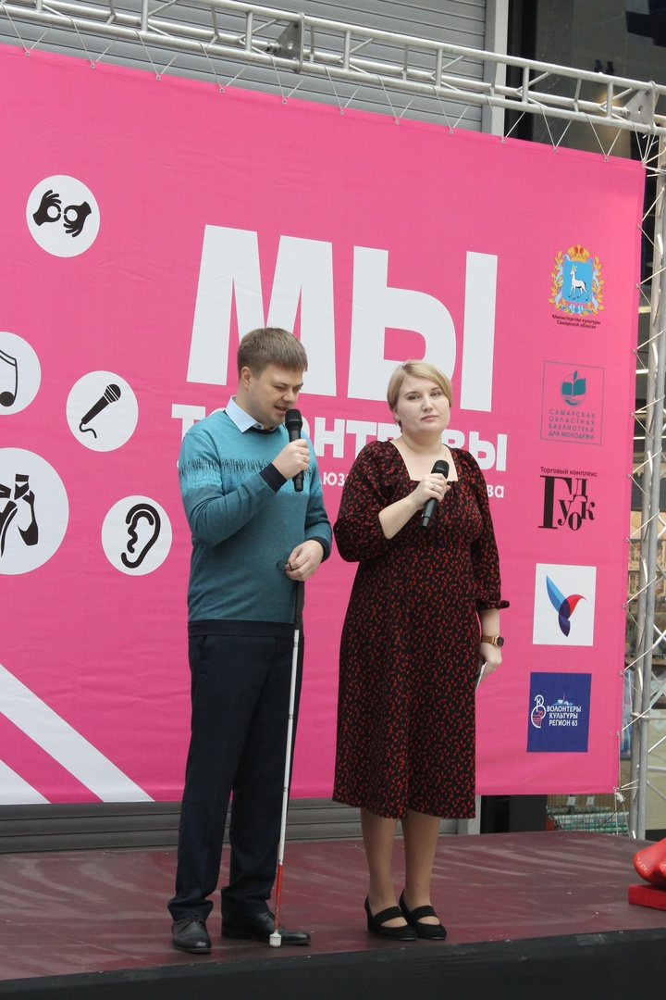 МЫ
Министерство культуры
Самарской области
САМАРСКАЯ
ОБЛАСТНАЯ
БИБЛИОТЕКА
ДЛЯ МОЛОДЕЖИ
Торговый комплекс
Гудок
ВОЛОНТЕРЫ
КУЛЬТУРЫ
РЕГИОН 63